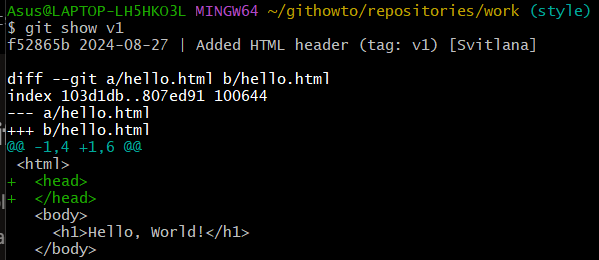 Asus@LAPTOP-LH5HKO3L MINGW64 ~/githowto/repositories/work (style)
$ git show v1
f52865b 2024-08-27 | Added HTML header (tag: v1) [Svitlana]

diff --git a/hello.html b/hello.html
index 103d1db..807ed91 100644
--- a/hello.html
+++ b/hello.html
@@ -1,4 +1,6 @@
 <html>
+  <head>
+  </head>
   <body>
     <h1>Hello, World!</h1>
   </body>